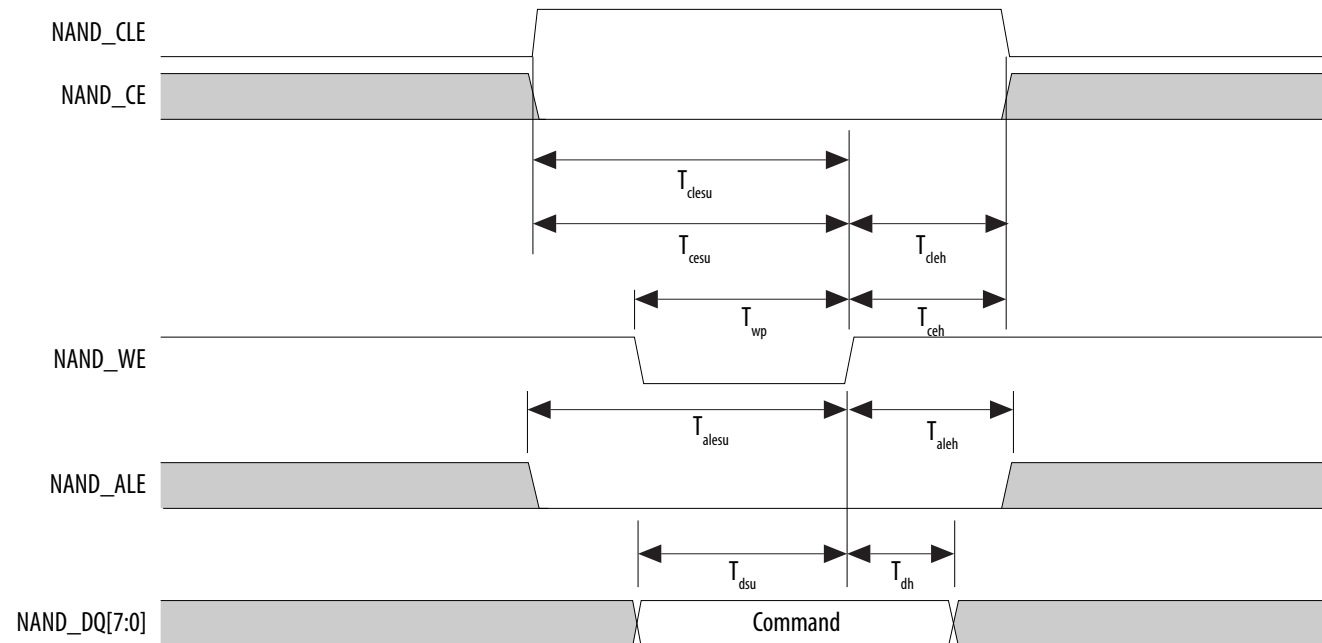 NAND_CLE
NAND_CE
Tclesu
Tcesu
Tcleh
Twp
Tceh
NAND_WE
Talesu
Taleh
NAND_ALE
Tdsu
Tdh
NAND_DQ[7:0]
Command